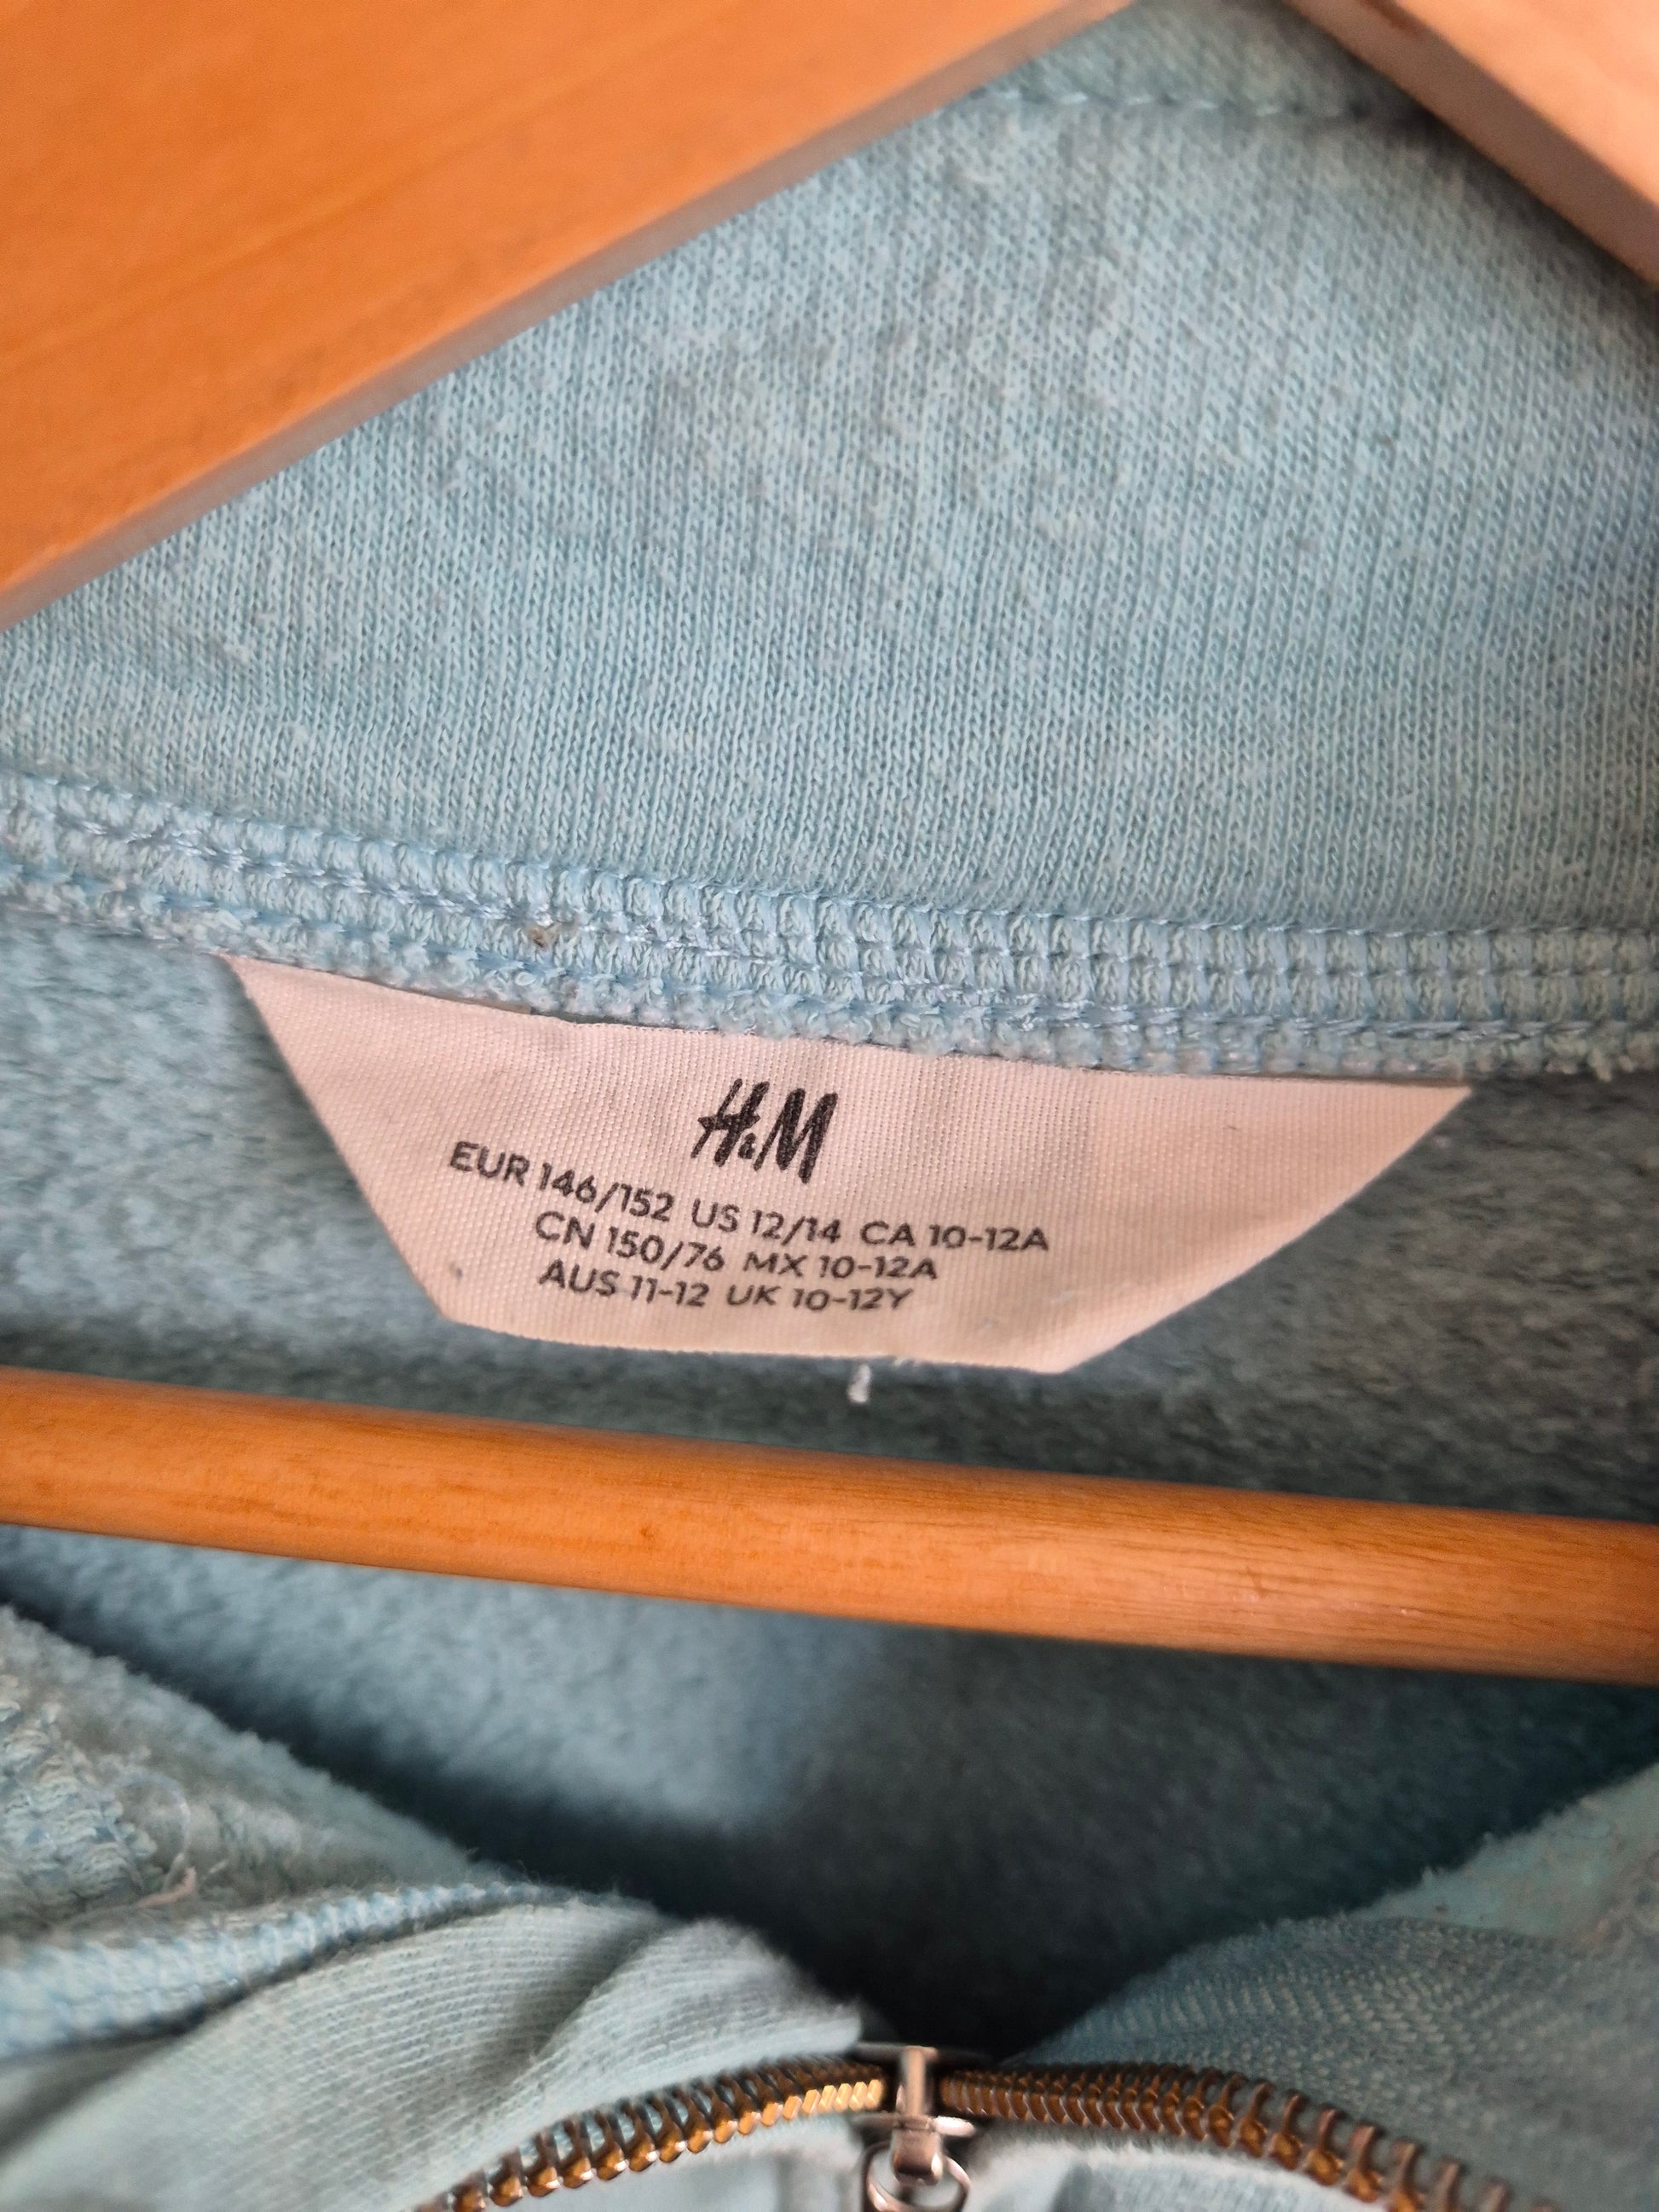 H&M
EUR 146/152 US 12/14 CA 10-12A
CN 150/76 MX 10-12A
AUS 11-12 UK 10-12Y